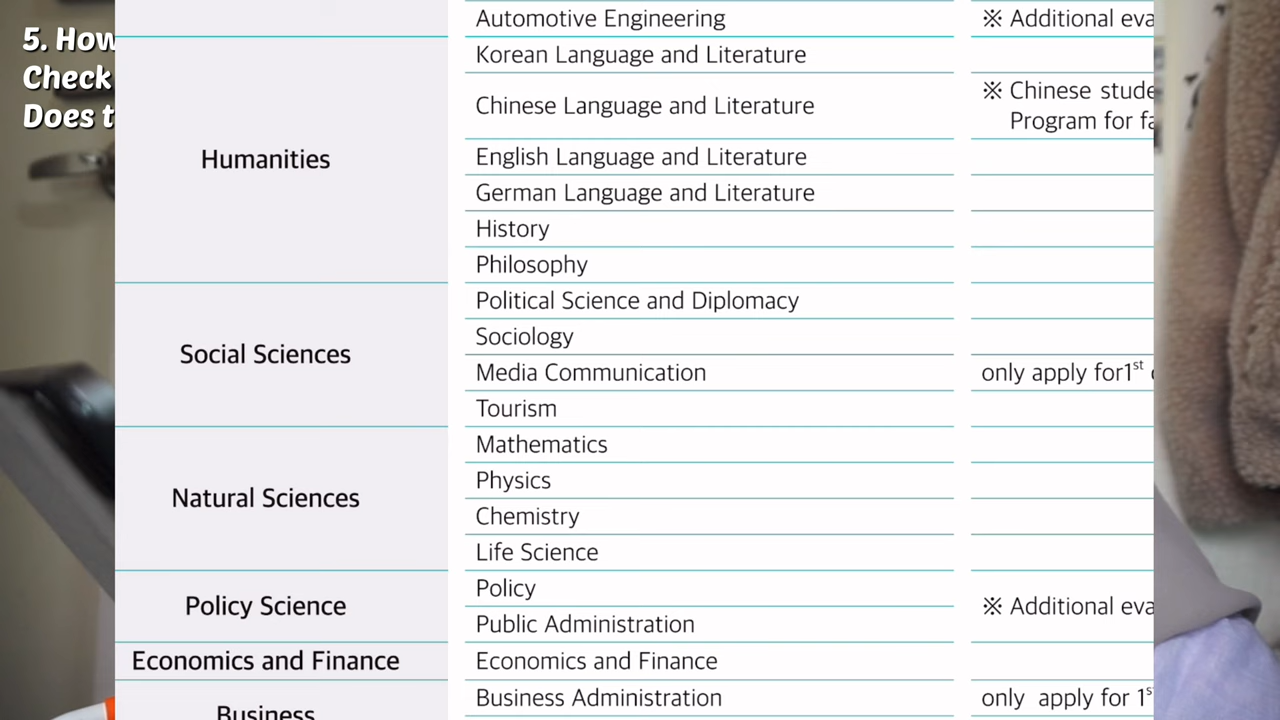 5. How
Check
Does t
Automotive Engineering
※ Additional eva
Humanities
Korean Language and Literature
Chinese Language and Literature
※ Chinese stude
Program for fa
English Language and Literature
German Language and Literature
History
Philosophy
Social Sciences
Political Science and Diplomacy
Sociology
Media Communication
only apply for1st
Tourism
Natural Sciences
Mathematics
Physics
Chemistry
Life Science
Policy Science
Policy
※ Additional eva
Public Administration
Economics and Finance
Economics and Finance
Business
Business Administration
only apply for 1s